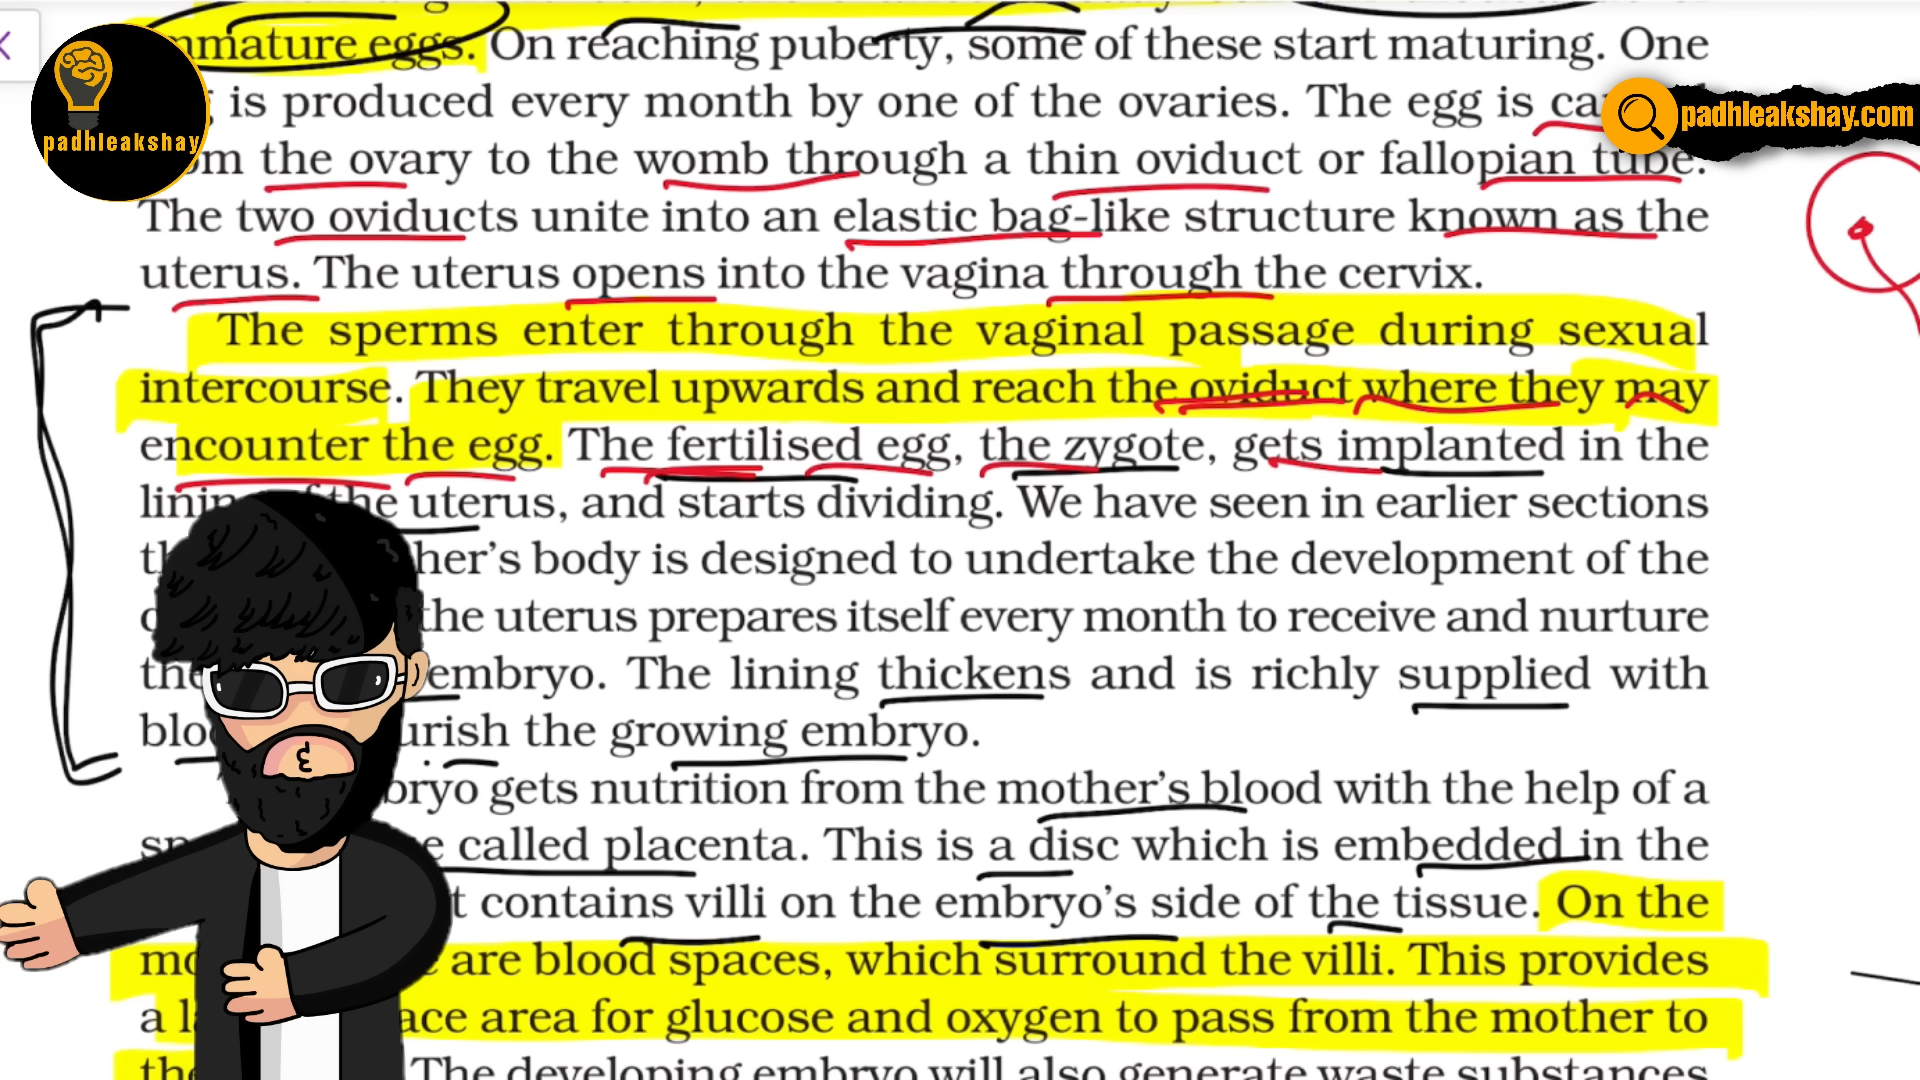 mmature eggs. On reaching puberty, some of these start maturing. One
is produced every month by one of the ovaries. The egg is
padhleakshay
padhleakshay.com
the ovary to the womb through a thin oviduct or fallopian tube.
The two oviducts unite into an elastic bag-like structure known as the
uterus. The uterus opens into the vagina through the cervix.
The sperms enter through the vaginal passage during sexual
intercourse. They travel upwards and reach the oviduct where they may
encounter the egg. The fertilised egg, the zygote, gets implanted in the
the uterus, and starts dividing. We have seen in earlier sections
her's body is designed to undertake the development of the
the uterus prepares itself every month to receive and nurture
embryo. The lining thickens and is richly supplied with
urish the growing embryo.
bryo gets nutrition from the mother's blood with the help of a
called placenta. This is a disc which is embedded in the
t contains villi on the embryo's side of the tissue. On the
are blood spaces, which surround the villi. This provides
a ace area for glucose and oxygen to pass from the mother to
The developing embryo will also generate waste substances